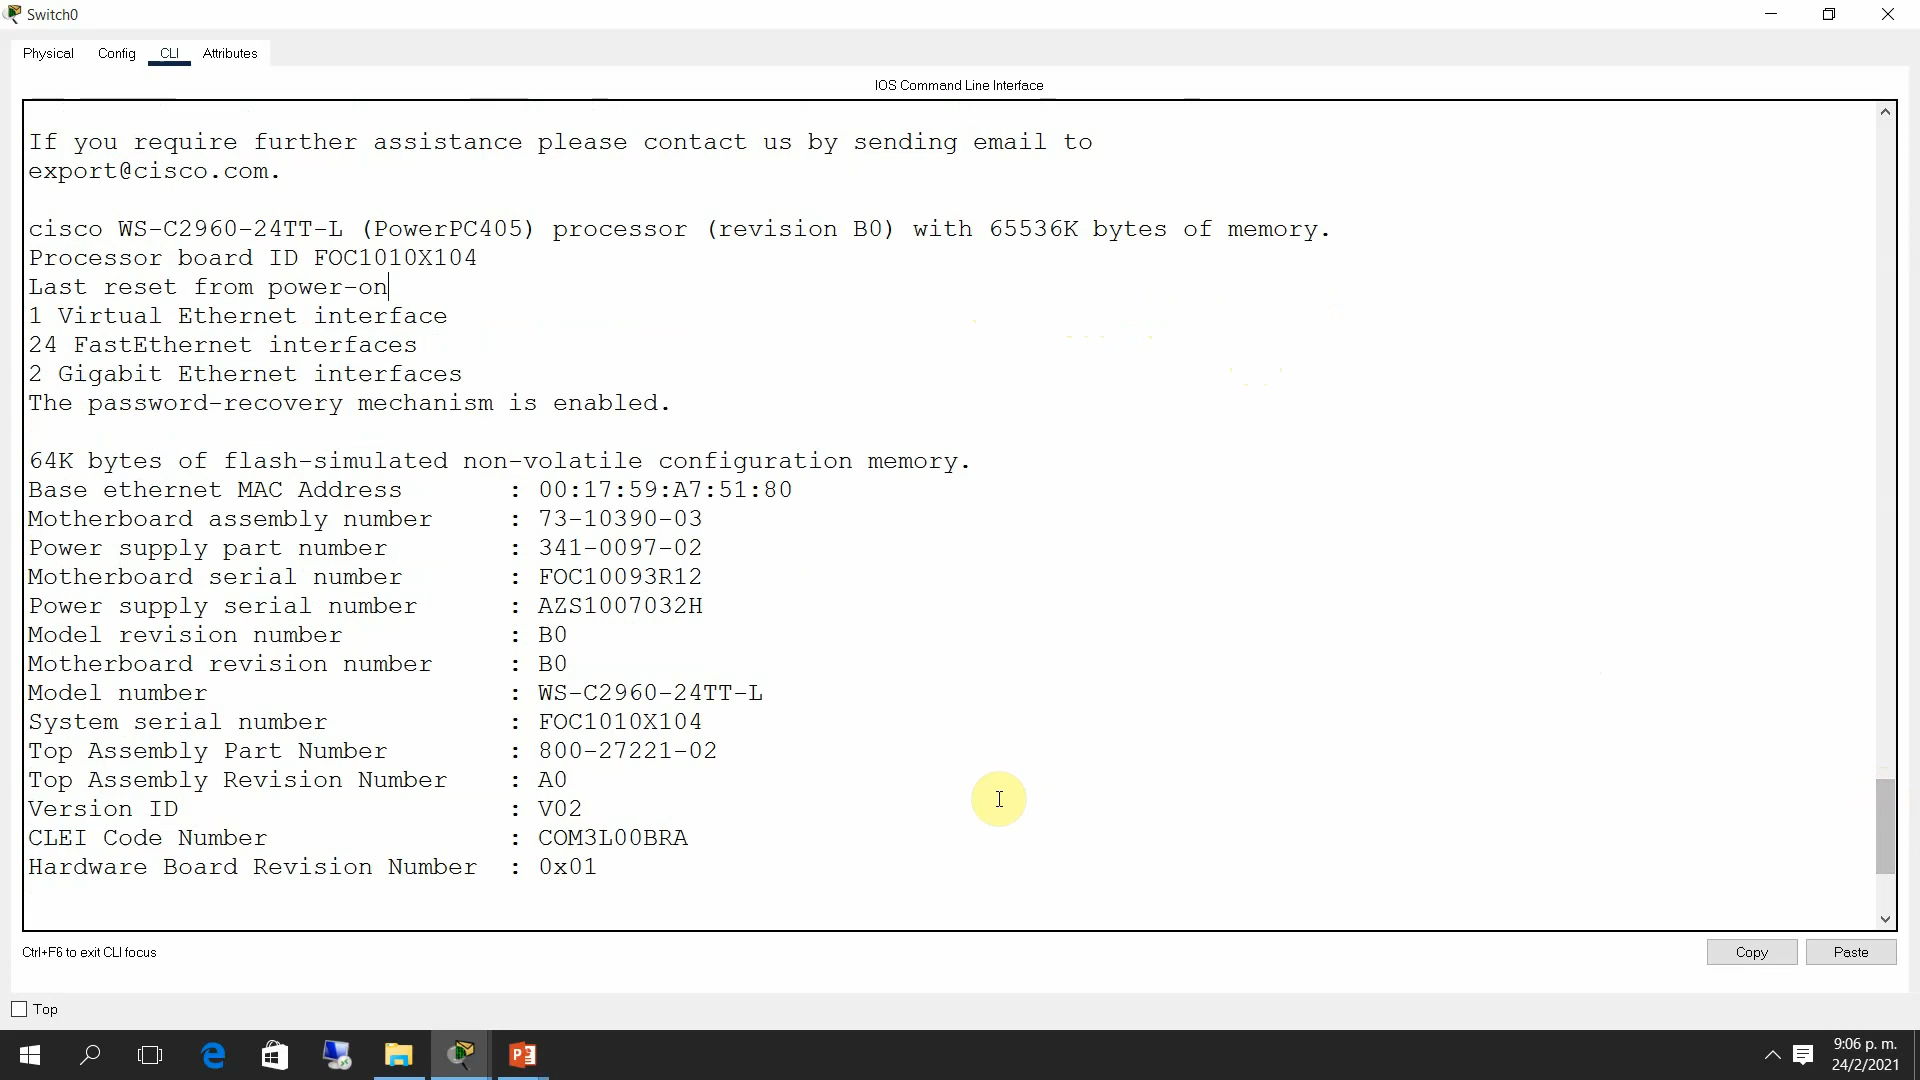 Switch0
Physical Config CLI Attributes
IOS Command Line Interface
If you require further assistance please contact us by sending email to
export@cisco.com.
cisco WS-C2960-24TT-L (PowerPC405) processor (revision B0) with 65536K bytes of memory.
Processor board ID FOC1010X104
Last reset from power-on
1 Virtual Ethernet interface
24 FastEthernet interfaces
2 Gigabit Ethernet interfaces
The password-recovery mechanism is enabled.
64K bytes of flash-simulated non-volatile configuration memory.
Base ethernet MAC Address : 00:17:59:A7:51:80
Motherboard assembly number : 73-10390-03
Power supply part number : 341-0097-02
Motherboard serial number : FOC10093R12
Power supply serial number : AZS1007032H
Model revision number : B0
Motherboard revision number : B0
Model number : WS-C2960-24TT-L
System serial number : FOC1010X104
Top Assembly Part Number : 800-27221-02
Top Assembly Revision Number : A0
Version ID : V02
CLEI Code Number : COM3L00BRA
Hardware Board Revision Number : 0x01
Ctrl+F6 to exit CLI focus
Copy Paste
Top
9:06 p. m.
24/2/2021